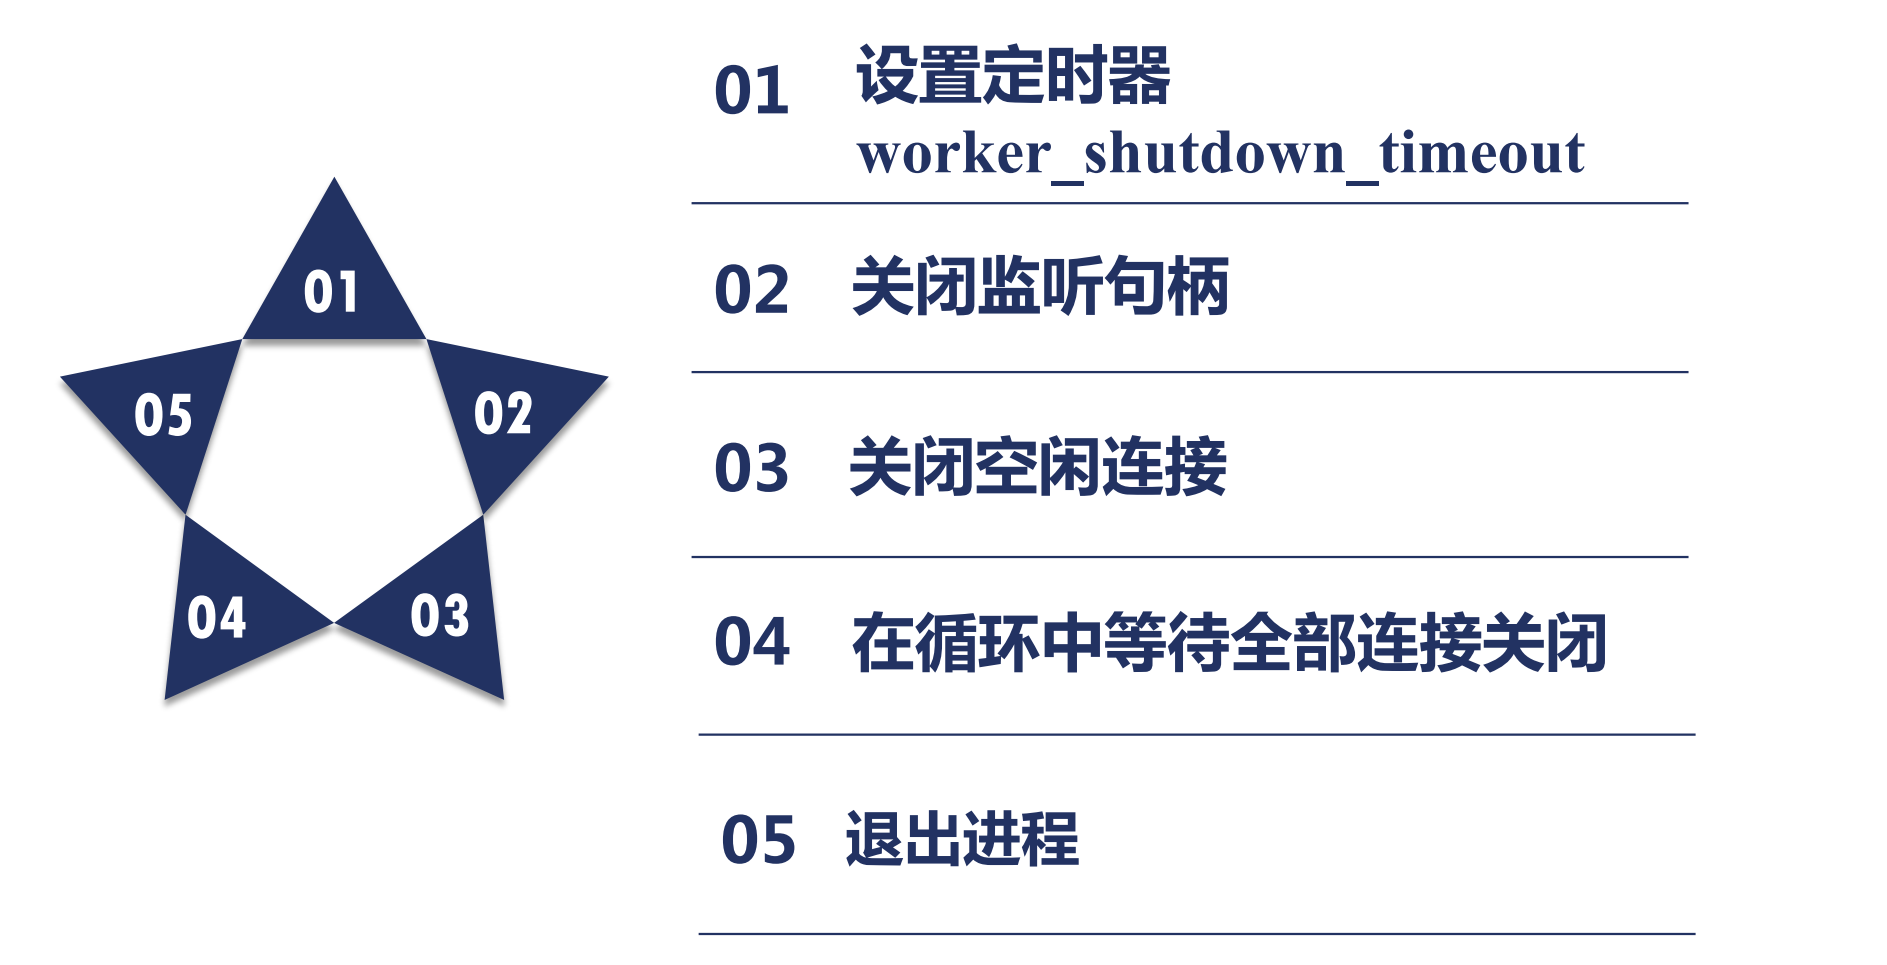 01
05
02
04
03
01 设置定时器
worker_shutdown_timeout
02 关闭监听句柄
03 关闭空闲连接
04 在循环中等待全部连接关闭
05 退出进程